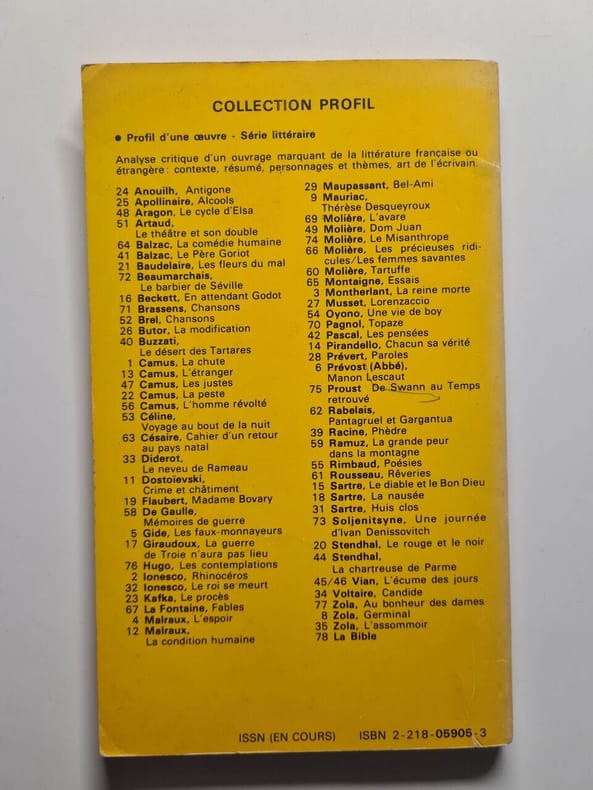 COLLECTION PROFIL
● Profil d'une œuvre - Série littéraire
Analyse critique d'un ouvrage marquant de la littérature française ou
étrangère : contexte, résumé, personnages et thèmes, art de l'écrivain.
24 Anouilh, Antigone
25 Apollinaire, Alcools
48 Aragon, Le cycle d'Elsa
51 Artaud,
Le théâtre et son double
64 Balzac, La comédie humaine
41 Balzac, Le Père Goriot
21 Baudelaire, Les fleurs du mal
72 Beaumarchais,
Le barbier de Séville
16 Beckett, En attendant Godot
71 Brassens, Chansons
52 Brel, Chansons
26 Butor, La modification
40 Buzzati,
Le désert des Tartares
1 Camus, La chute
13 Camus, L'étranger
47 Camus, Les justes
22 Camus, La peste
56 Camus, L'homme révolté
53 Céline,
Voyage au bout de la nuit
63 Césaire, Cahier d'un retour
au pays natal
33 Diderot,
Le neveu de Rameau
11 Dostoïevski,
Crime et châtiment
19 Flaubert, Madame Bovary
58 De Gaulle,
Mémoires de guerre
5 Gide, Les faux-monnayeurs
17 Giraudoux, La guerre
de Troie n'aura pas lieu
76 Hugo, Les contemplations
2 Ionesco, Rhinocéros
32 Ionesco, Le roi se meurt
23 Kafka, Le procès
67 La Fontaine, Fables
4 Malraux, L'espoir
12 Malraux,
La condition humaine
29 Maupassant, Bel-Ami
9 Mauriac,
Thérèse Desqueyroux
69 Molière, L'avare
49 Molière, Dom Juan
74 Molière, Le Misanthrope
66 Molière, Les précieuses ridi-
cules/Les femmes savantes
60 Molière, Tartuffe
65 Montaigne, Essais
3 Montherlant, La reine morte
27 Musset, Lorenzaccio
54 Oyono, Une vie de boy
70 Pagnol, Topaze
42 Pascal, Les pensées
14 Pirandello, Chacun sa vérité
28 Prévert, Paroles
6 Prévost (Abbé),
Manon Lescaut
75 Proust De Swann au Temps
retrouvé
62 Rabelais,
Pantagruel et Gargantua
39 Racine, Phèdre
59 Ramuz, La grande peur
dans la montagne
55 Rimbaud, Poésies
61 Rousseau, Rêveries
15 Sartre, Le diable et le Bon Dieu
18 Sartre, La nausée
31 Sartre, Huis clos
73 Soljenitsyne, Une journée
d'Ivan Denissovitch
20 Stendhal, Le rouge et le noir
44 Stendhal,
La chartreuse de Parme
45/46 Vian, L'écume des jours
34 Voltaire, Candide
77 Zola, Au bonheur des dames
8 Zola, Germinal
35 Zola, L'assommoir
78 La Bible
ISSN (EN COURS) ISBN 2-218-05905-3